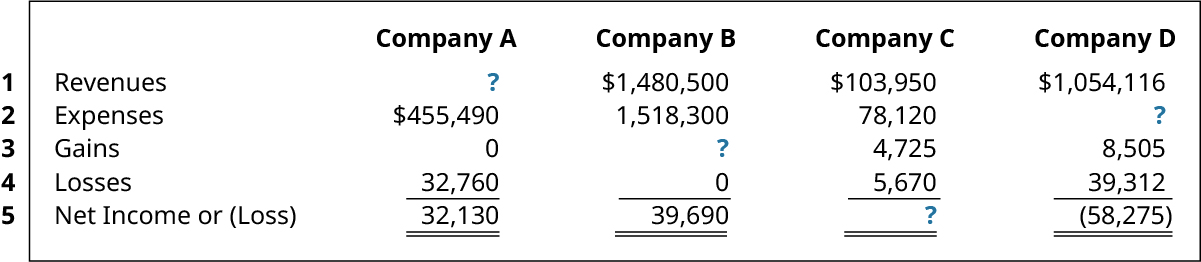 Company A Company B Company C Company D
1 Revenues ? $1,480,500 $103,950 $1,054,116
2 Expenses $455,490 1,518,300 78,120 ?
3 Gains 0 ? 4,725 8,505
4 Losses 32,760 0 5,670 39,312
5 Net Income or (Loss) 32,130 39,690 ? (58,275)